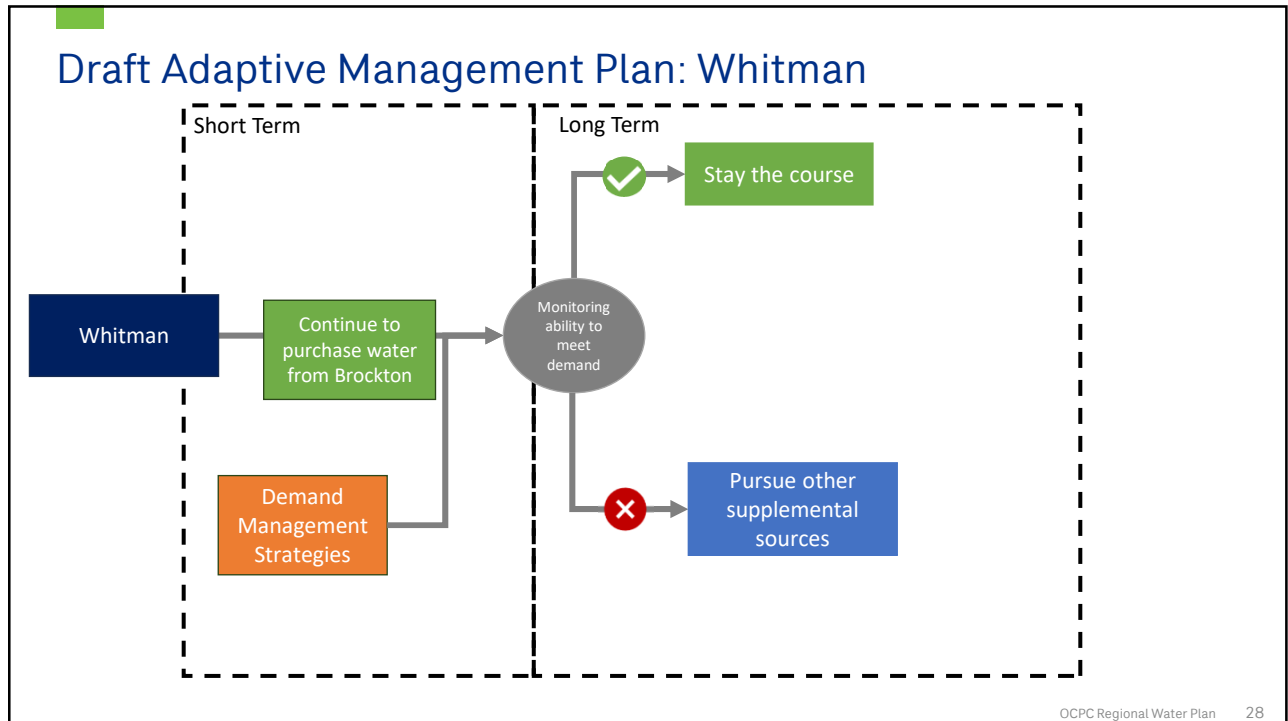 Draft Adaptive Management Plan: Whitman
Short Term
Long Term
Stay the course
Whitman
Continue to
purchase water
from Brockton
Monitoring
ability to
meet
demand
Demand
Management
Strategies
Pursue other
supplemental
sources
OCPC Regional Water Plan 28